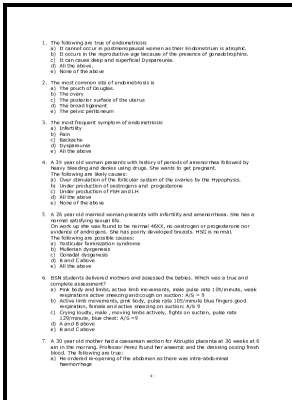 1. The following are true of endometriosis
a) It cannot occur in postmenopausal women as their Endometrium is atrophic.
b) It occurs in the reproductive age because of the presence of gonadotrophins.
c) It can cause deep and superficial Dyspareunia.
d) All the above.
e) None of the above
2. The most common site of endometriosis is
a) The pouch of Douglas.
b) The ovary
c) The posterior surface of the uterus
d) The broad ligament
e) The pelvic peritoneum
3. The most frequent symptom of endometriosis
a) Infertility
b) Pain
c) Backache
d) Dyspareunia
e) All the above
4. A 35 year old woman presents with history of periods of amenorrhea followed by
heavy bleeding and denies using drugs. She wants to get pregnant.
The following are likely causes:
a) Over stimulation of the follicular system of the ovaries by the Hypophysis.
b) Under production of oestrogens and progesterone
c) Under production of FSH and LH
d) All the above
e) None of the above
5. A 26 year old married woman presents with infertility and amenorrhoea. She has a
normal satisfying sexual life.
On work up she was found to be normal 46XX, no oestrogen or progesterone nor
evidence of androgens. She has poorly developed breasts. HSG is normal.
The following are possible causes:
a) Testicular feminization syndrome
b) Mullerian dysgenesis
c) Gonadal dysgenesis
d) B and C above
e) All the above
6. BSN students delivered mothers and assessed the babies. Which was a true and
complete assessment?
a) Pink body and limbs, active limb movements, male pulse rate 105/minute, weak
respirations active sneezing and cough on suction: A/S = 9
b) Active limb movements, pink body, pulse rate 105/minute blue fingers good
respiration, female and active sneezing on suction: A/S 9
c) Crying loudly, male, moving limbs actively, fights on suction, pulse rate
129/minute, blue chest: A/S =9
d) A and B above
e) B and C above
7. A 30 year old mother had a caesarean section for Abruptio placenta at 36 weeks at 6
am in the morning. Professor Perez found her anaemic and the dressing oozing fresh
blood. The following are true:
a) He ordered re-opening of the abdomen as there was intra-abdominal
haemorrhage